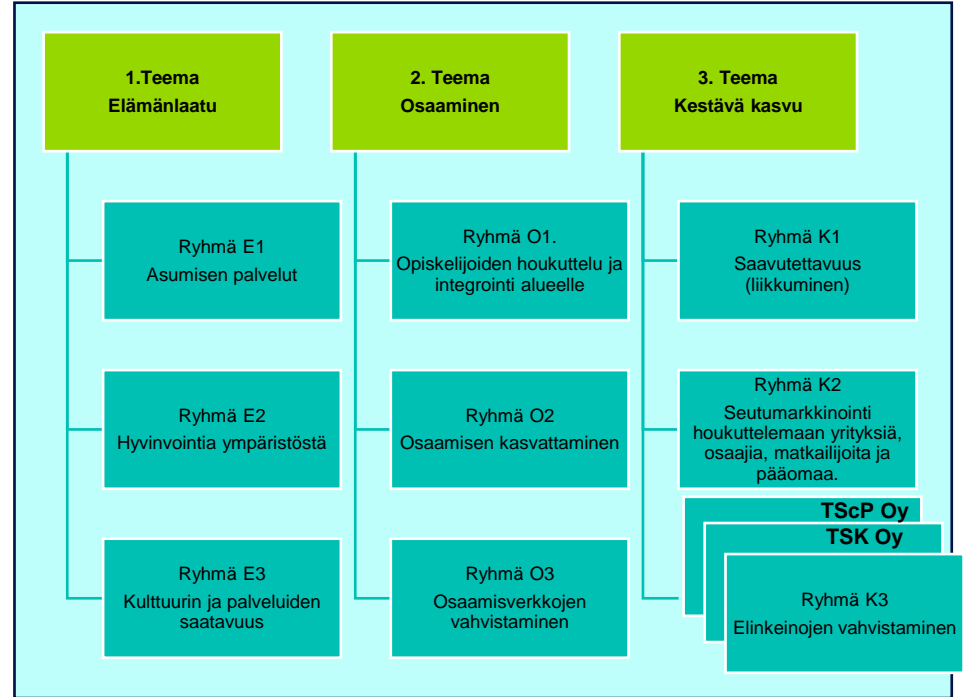 1.Teema
Elämänlaatu
Ryhmä E1
Asumisen palvelut
Ryhmä E2
Hyvinvointia ympäristöstä
Ryhmä E3
Kulttuurin ja palveluiden
saatavuus
2. Teema
Osaaminen
Ryhmä O1.
Opiskelijoiden houkuttelu ja
integrointi alueelle
Ryhmä O2
Osaamisen kasvattaminen
Ryhmä O3
Osaamisverkkojen
vahvistaminen
3. Teema
Kestävä kasvu
Ryhmä K1
Saavutettavuus
(liikkuminen)
Ryhmä K2
Seutumarkkinointi
houkuttelemaan yrityksiä,
osaajia, matkailijoita ja
pääomaa.
TScP Oy
TSK Oy
Ryhmä K3
Elinkeinojen vahvistaminen